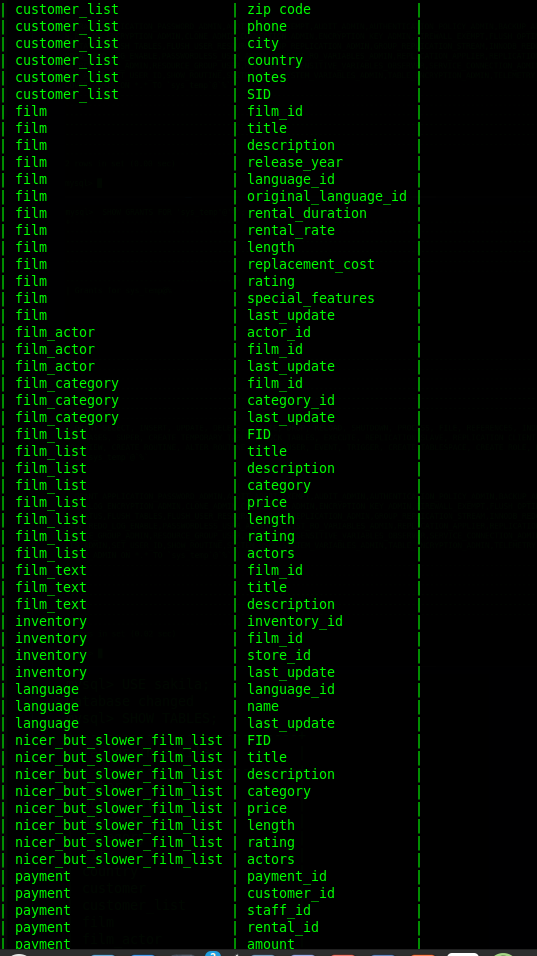 | customer_list | zip code |
| customer_list | phone |
| customer_list | city |
| customer_list | country |
| customer_list | notes |
| customer_list | SID |
| film | film_id |
| film | title |
| film | description |
| film | release_year |
| film | language_id |
| film | original_language_id |
| film | rental_duration |
| film | rental_rate |
| film | length |
| film | replacement_cost |
| film | rating |
| film | special_features |
| film | last_update |
| film_actor | actor_id |
| film_actor | film_id |
| film_actor | last_update |
| film_category | film_id |
| film_category | category_id |
| film_category | last_update |
| film_list | FID |
| film_list | title |
| film_list | description |
| film_list | category |
| film_list | price |
| film_list | length |
| film_list | rating |
| film_list | actors |
| film_text | film_id |
| film_text | title |
| film_text | description |
| inventory | inventory_id |
| inventory | film_id |
| inventory | store_id |
| inventory | last_update |
| language | language_id |
| language | name |
| language | last_update |
| nicer_but_slower_film_list | FID |
| nicer_but_slower_film_list | title |
| nicer_but_slower_film_list | description |
| nicer_but_slower_film_list | category |
| nicer_but_slower_film_list | price |
| nicer_but_slower_film_list | length |
| nicer_but_slower_film_list | rating |
| nicer_but_slower_film_list | actors |
| payment | payment_id |
| payment | customer_id |
| payment | staff_id |
| payment | rental_id |
| payment | amount |